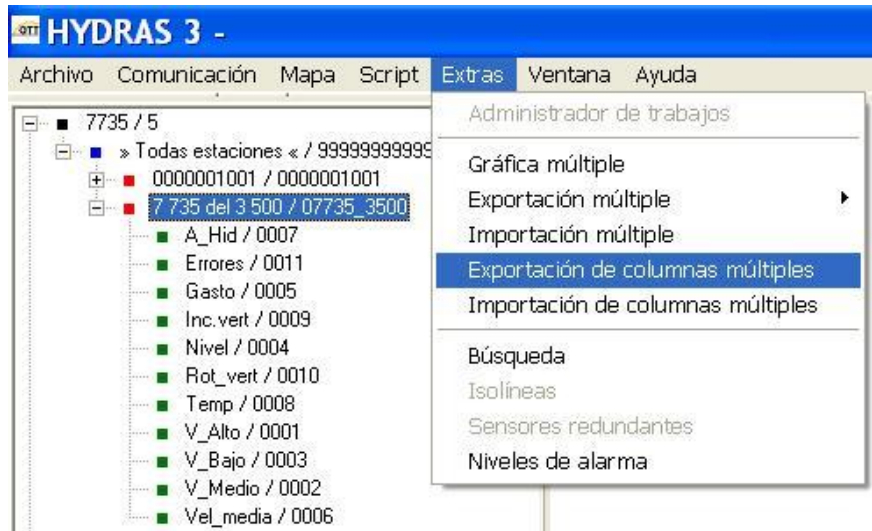 OTT HYDRAS 3 -
Archivo Comunicación Mapa Script Extras Ventana Ayuda
7735 / 5
» Todas estaciones « / 99999999999
0000001001 / 0000001001
7 735 del 3 500 / 07735_3500
A_Hid / 0007
Errores / 0011
Gasto / 0005
Inc.vert / 0009
Nivel / 0004
Rot_vert / 0010
Temp / 0008
V_Alto / 0001
V_Bajo / 0003
V_Medio / 0002
Vel_media / 0006
Administrador de trabajos
Gráfica múltiple
Exportación múltiple
Importación múltiple
Exportación de columnas múltiples
Importación de columnas múltiples
Búsqueda
Isolíneas
Sensores redundantes
Niveles de alarma